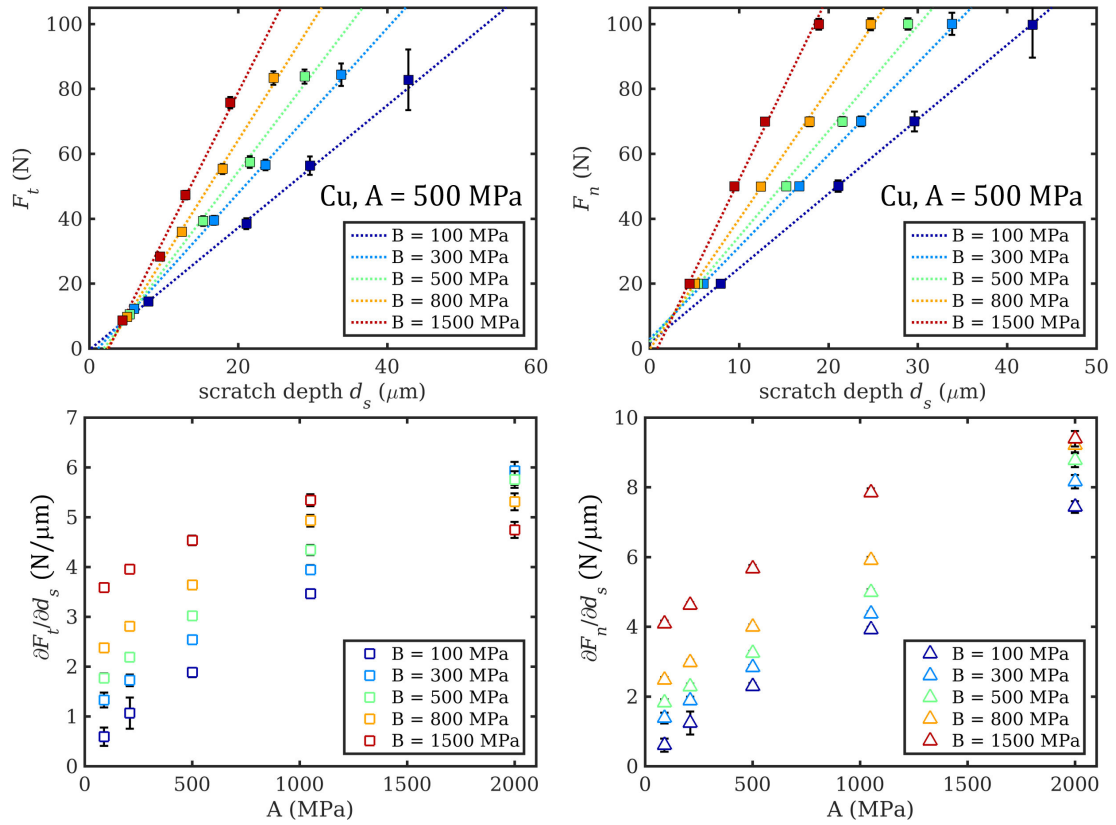 100
80
60
40
20
0
F_t (N)
Cu, A = 500 MPa
B = 100 MPa
B = 300 MPa
B = 500 MPa
B = 800 MPa
B = 1500 MPa
0 20 40 60
scratch depth d_s (μm)
100
80
60
40
20
0
F_n (N)
Cu, A = 500 MPa
B = 100 MPa
B = 300 MPa
B = 500 MPa
B = 800 MPa
B = 1500 MPa
0 10 20 30 40 50
scratch depth d_s (μm)
7
6
5
4
3
2
1
0
∂F_t/∂d_s (N/μm)
B = 100 MPa
B = 300 MPa
B = 500 MPa
B = 800 MPa
B = 1500 MPa
0 500 1000 1500 2000
A (MPa)
10
8
6
4
2
0
∂F_n/∂d_s (N/μm)
B = 100 MPa
B = 300 MPa
B = 500 MPa
B = 800 MPa
B = 1500 MPa
0 500 1000 1500 2000
A (MPa)